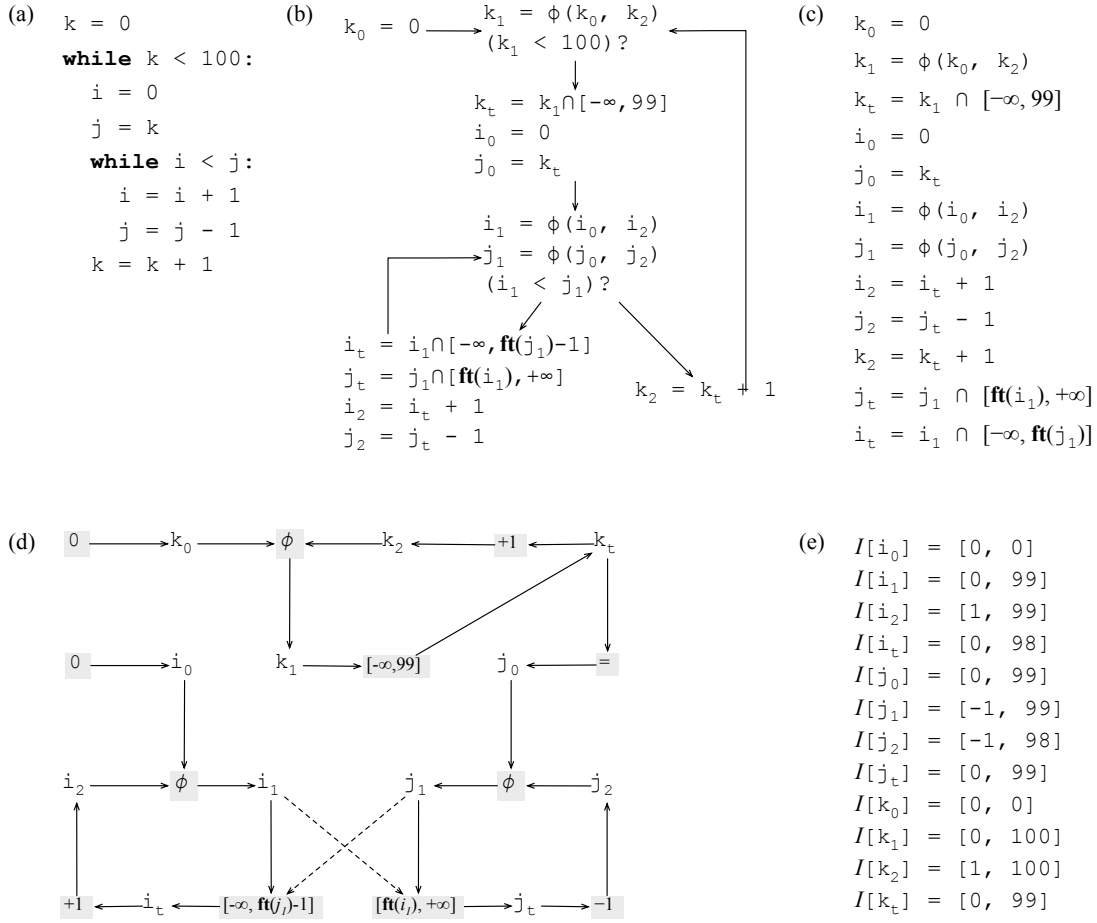 (a)
k = 0
while k < 100:
i = 0
j = k
while i < j:
i = i + 1
j = j - 1
k = k + 1
(b)
k₀ = 0
k₁ = ϕ(k₀, k₂)
(k₁ < 100)?
kₜ = k₁∩[-∞,99]
i₀ = 0
j₀ = kₜ
i₁ = ϕ(i₀, i₂)
j₁ = ϕ(j₀, j₂)
(i₁ < j₁)?
iₜ = i₁∩[-∞,ft(j₁)-1]
jₜ = j₁∩[ft(i₁),+∞]
i₂ = iₜ + 1
j₂ = jₜ - 1
k₂ = kₜ + 1
(c)
k₀ = 0
k₁ = ϕ(k₀, k₂)
kₜ = k₁ ∩ [−∞, 99]
i₀ = 0
j₀ = kₜ
i₁ = ϕ(i₀, i₂)
j₁ = ϕ(j₀, j₂)
i₂ = iₜ + 1
j₂ = jₜ - 1
k₂ = kₜ + 1
jₜ = j₁ ∩ [ft(i₁), +∞]
iₜ = i₁ ∩ [−∞, ft(j₁)]
(d)
0 k₀ ϕ k₂ +1 kₜ
0 i₀ k₁ [-∞,99] j₀ =
i₂ ϕ i₁ j₁ ϕ j₂
+1 iₜ [-∞, ft(j₁)-1] [ft(i₁), +∞] jₜ −1
(e)
I[i₀] = [0, 0]
I[i₁] = [0, 99]
I[i₂] = [1, 99]
I[iₜ] = [0, 98]
I[j₀] = [0, 99]
I[j₁] = [-1, 99]
I[j₂] = [-1, 98]
I[jₜ] = [0, 99]
I[k₀] = [0, 0]
I[k₁] = [0, 100]
I[k₂] = [1, 100]
I[kₜ] = [0, 99]